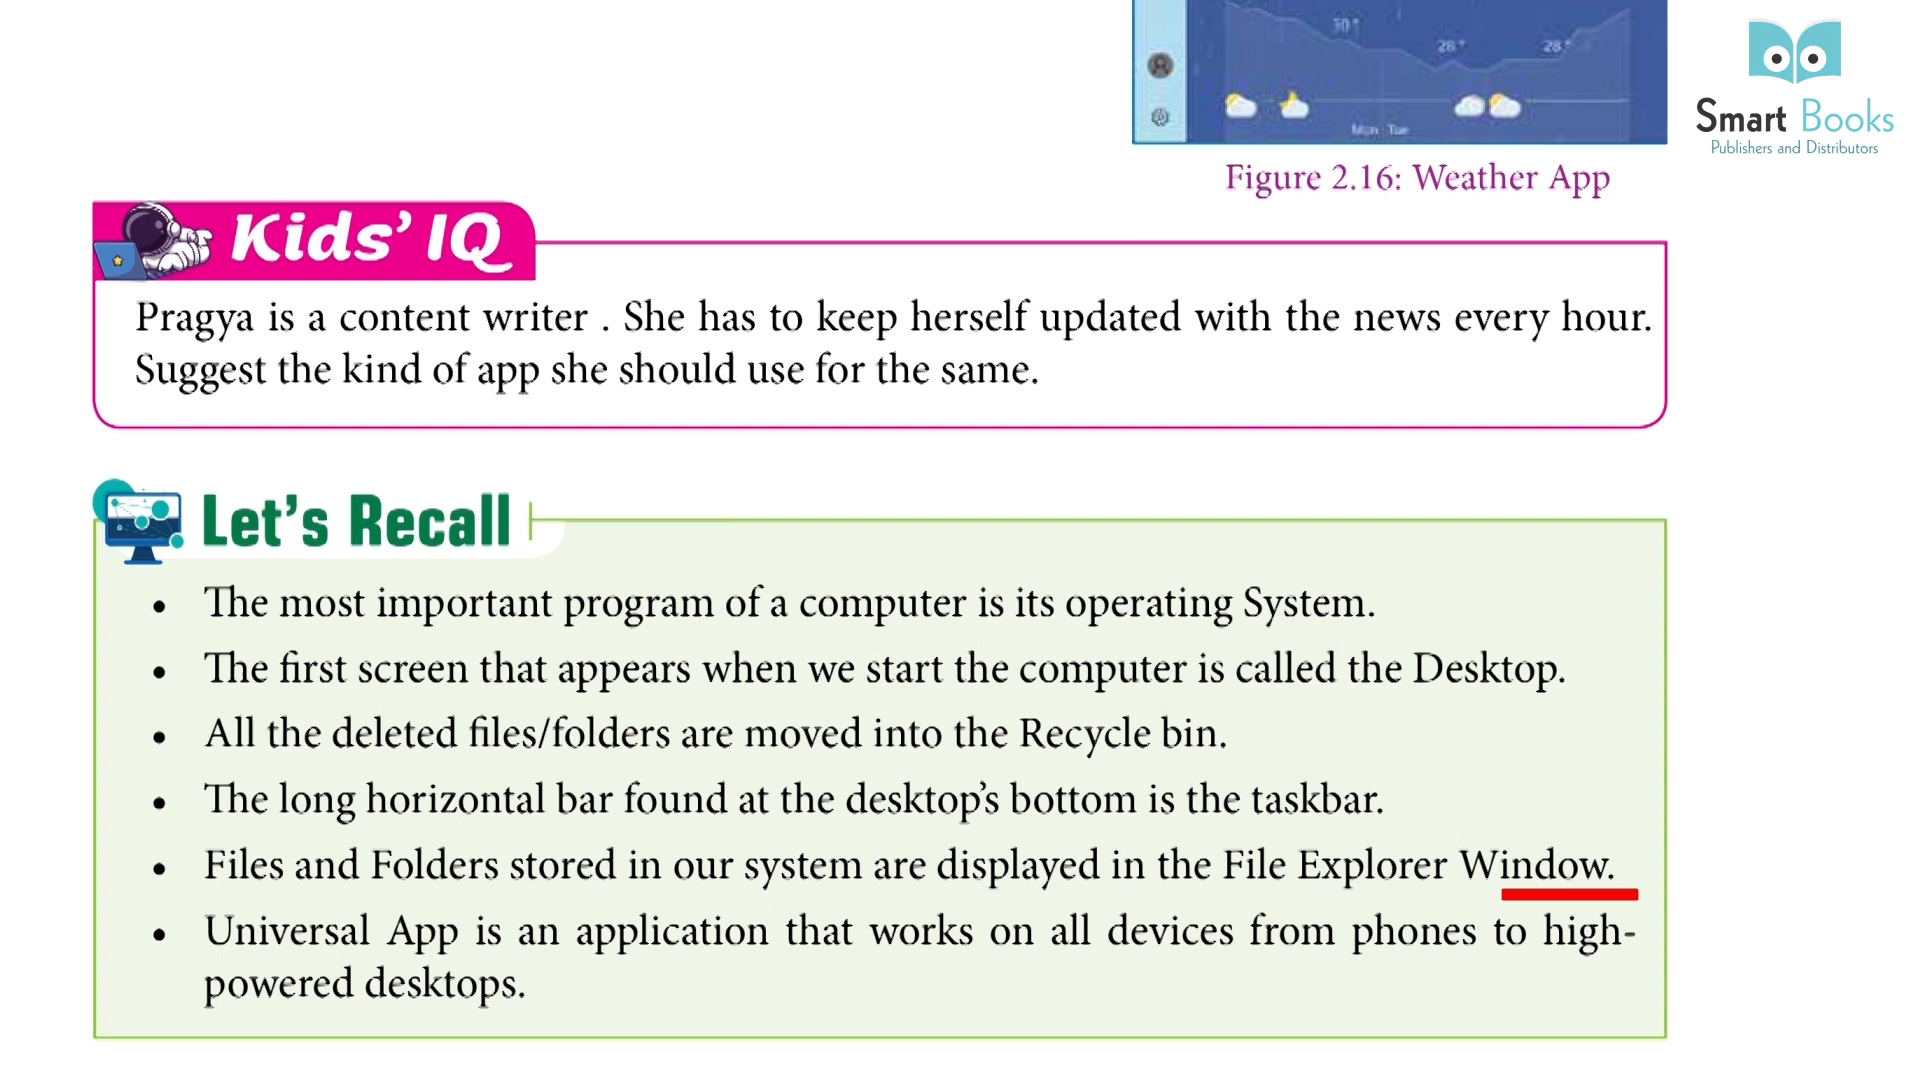 30°
28°
28°
Mon Tue
Smart Books
Publishers and Distributors
Figure 2.16: Weather App
Kids' IQ
Pragya is a content writer . She has to keep herself updated with the news every hour.
Suggest the kind of app she should use for the same.
Let's Recall
• The most important program of a computer is its operating System.
• The first screen that appears when we start the computer is called the Desktop.
• All the deleted files/folders are moved into the Recycle bin.
• The long horizontal bar found at the desktop's bottom is the taskbar.
• Files and Folders stored in our system are displayed in the File Explorer Window.
• Universal App is an application that works on all devices from phones to high-
powered desktops.